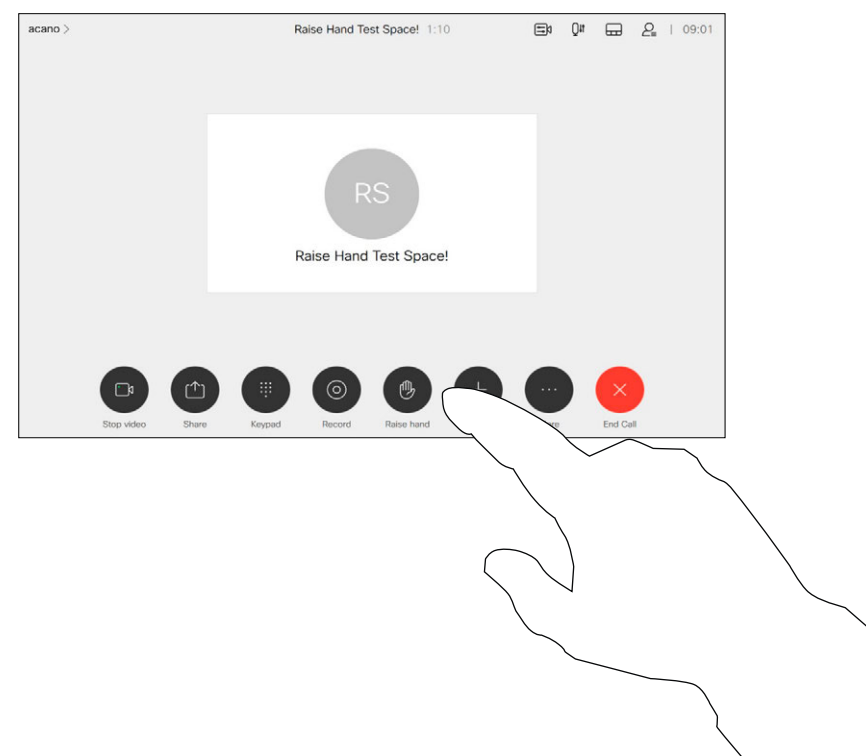 acano >
Raise Hand Test Space! 1:10
| 09:01
RS
Raise Hand Test Space!
Stop video Share Keypad Record Raise hand End Call